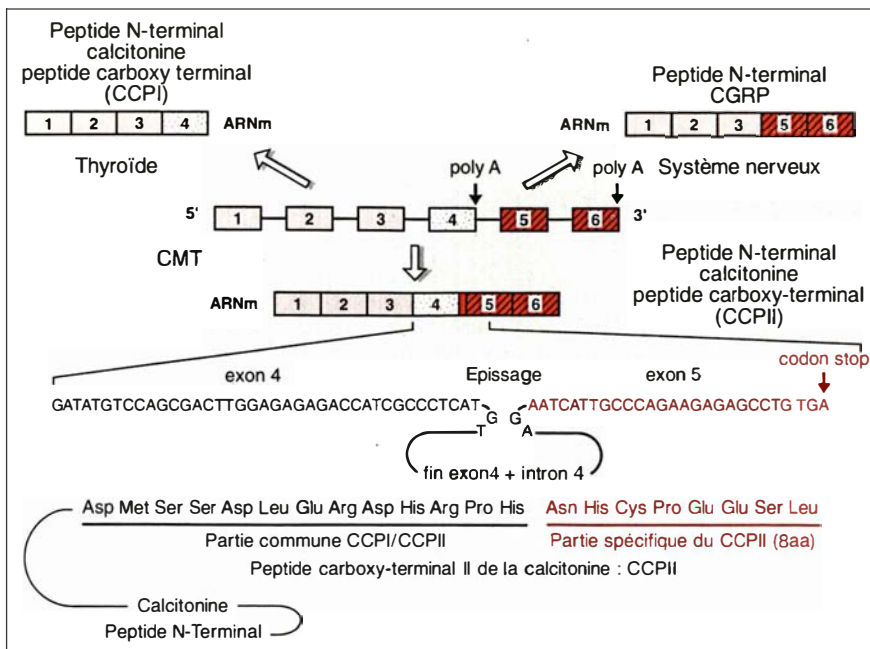 Peptide N-terminal
calcitonine
peptide carboxy terminal
(CCPI)
1 2 3 4 ARNm
Thyroïde
Peptide N-terminal
CGRP
ARNm 1 2 3 5 6
Système nerveux
poly A
poly A
5' 1 2 3 4 5 6 3'
CMT
ARNm 1 2 3 4 5 6
Peptide N-terminal
calcitonine
peptide carboxy-terminal
(CCPII)
codon stop
exon 4 Epissage exon 5
GATATGTCCAGCGACTTGGAGAGAGACCATCGCCCTCAT AATCATTGCCCAGAAGAGAGCCTG TGA
T G G A
fin exon4 + intron 4
Asp Met Ser Ser Asp Leu Glu Arg Asp His Arg Pro His Asn His Cys Pro Glu Glu Ser Leu
Partie commune CCPI/CCPII Partie spécifique du CCPII (8aa)
Peptide carboxy-terminal II de la calcitonine : CCPII
Calcitonine
Peptide N-Terminal